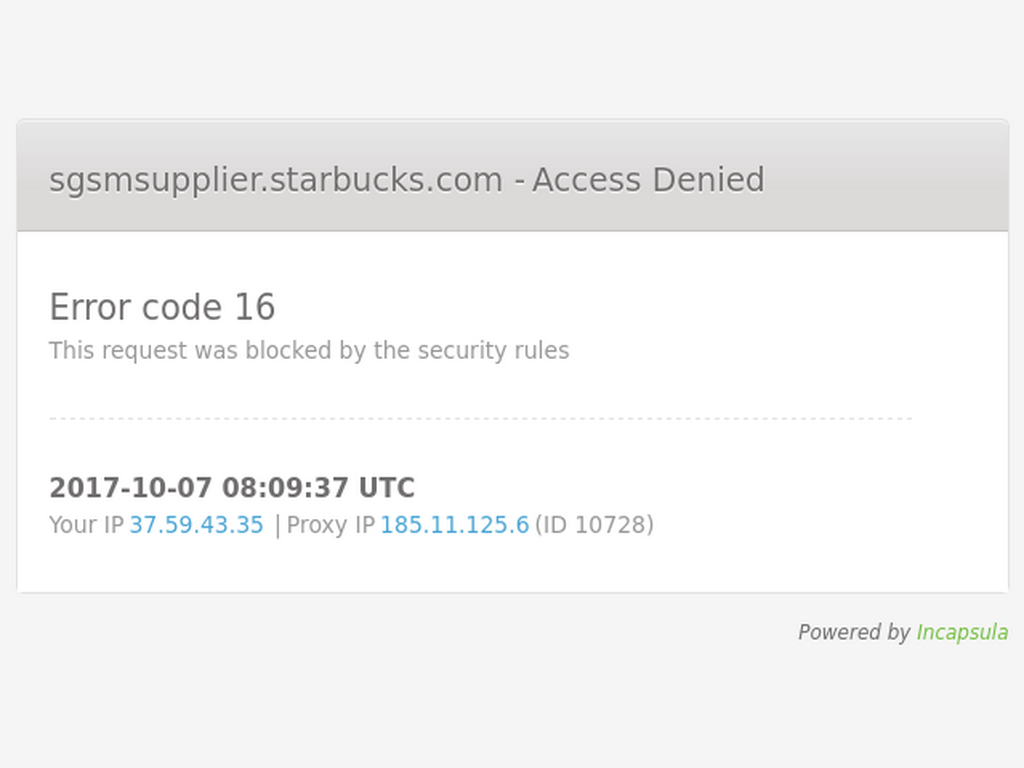 sgsmsupplier.starbucks.com - Access Denied
Error code 16
This request was blocked by the security rules
2017-10-07 08:09:37 UTC
Your IP 37.59.43.35 | Proxy IP 185.11.125.6 (ID 10728)
Powered by Incapsula